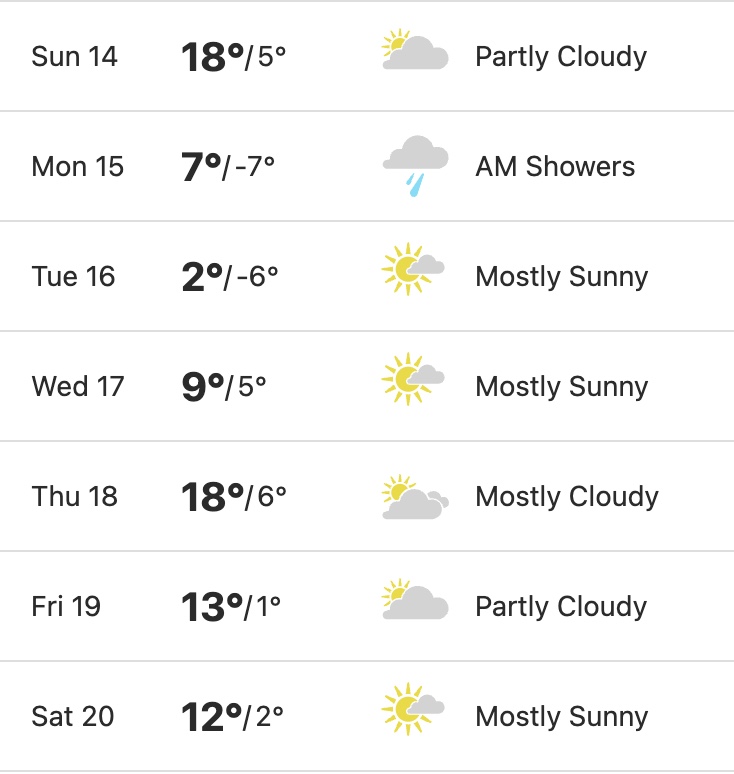 Sun 14 18°/5° Partly Cloudy
Mon 15 7°/-7° AM Showers
Tue 16 2°/-6° Mostly Sunny
Wed 17 9°/5° Mostly Sunny
Thu 18 18°/6° Mostly Cloudy
Fri 19 13°/1° Partly Cloudy
Sat 20 12°/2° Mostly Sunny